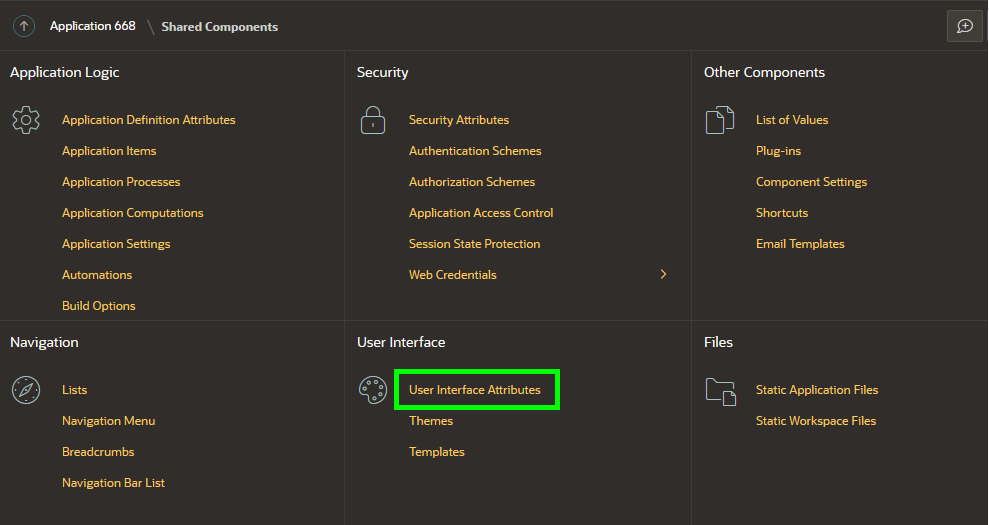 Application 668 \ Shared Components
Application Logic
Application Definition Attributes
Application Items
Application Processes
Application Computations
Application Settings
Automations
Build Options
Security
Security Attributes
Authentication Schemes
Authorization Schemes
Application Access Control
Session State Protection
Web Credentials
Other Components
List of Values
Plug-ins
Component Settings
Shortcuts
Email Templates
Navigation
Lists
Navigation Menu
Breadcrumbs
Navigation Bar List
User Interface
User Interface Attributes
Themes
Templates
Files
Static Application Files
Static Workspace Files